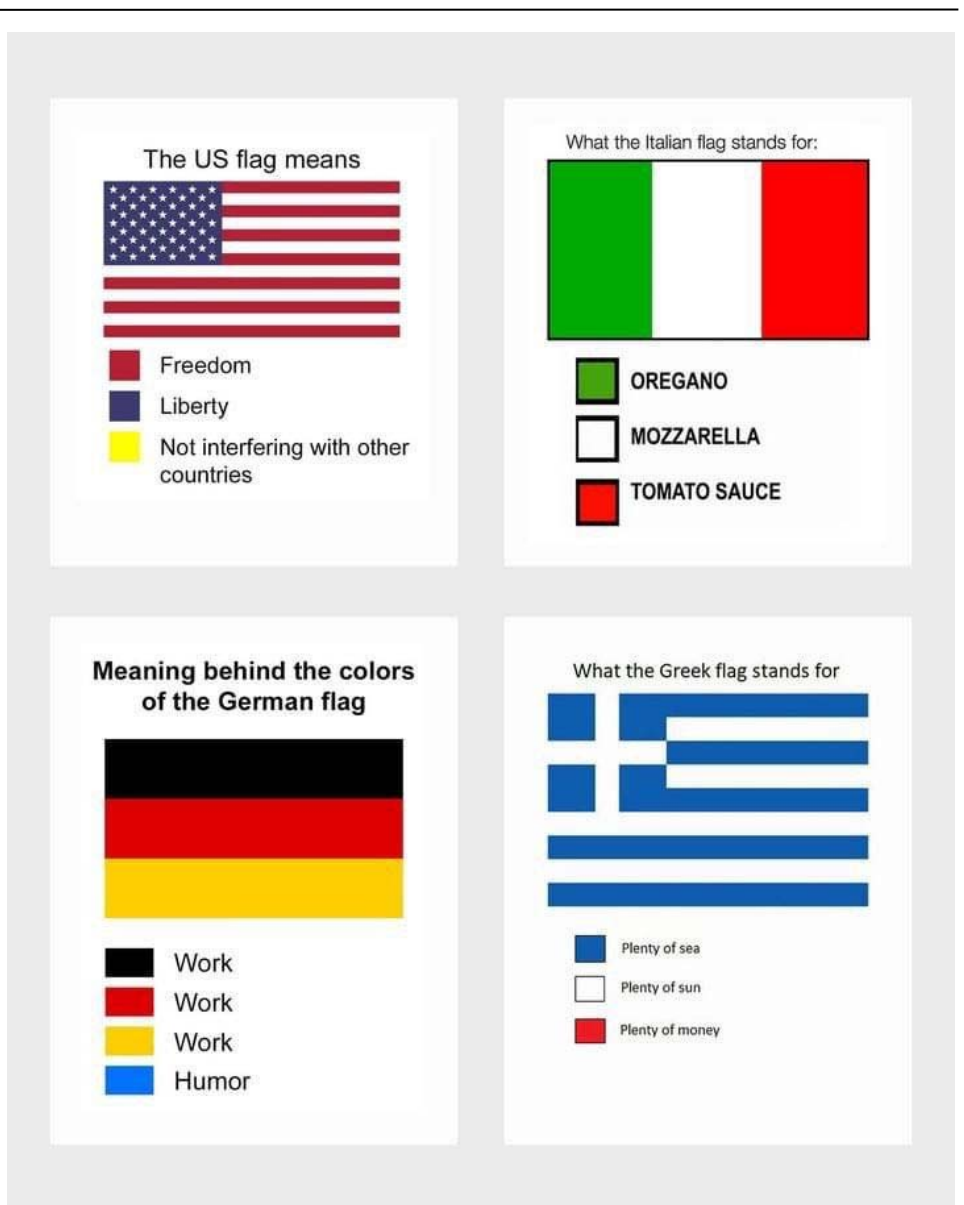 The US flag means
Freedom
Liberty
Not interfering with other
countries
What the Italian flag stands for:
OREGANO
MOZZARELLA
TOMATO SAUCE
Meaning behind the colors
of the German flag
Work
Work
Work
Humor
What the Greek flag stands for
Plenty of sea
Plenty of sun
Plenty of money